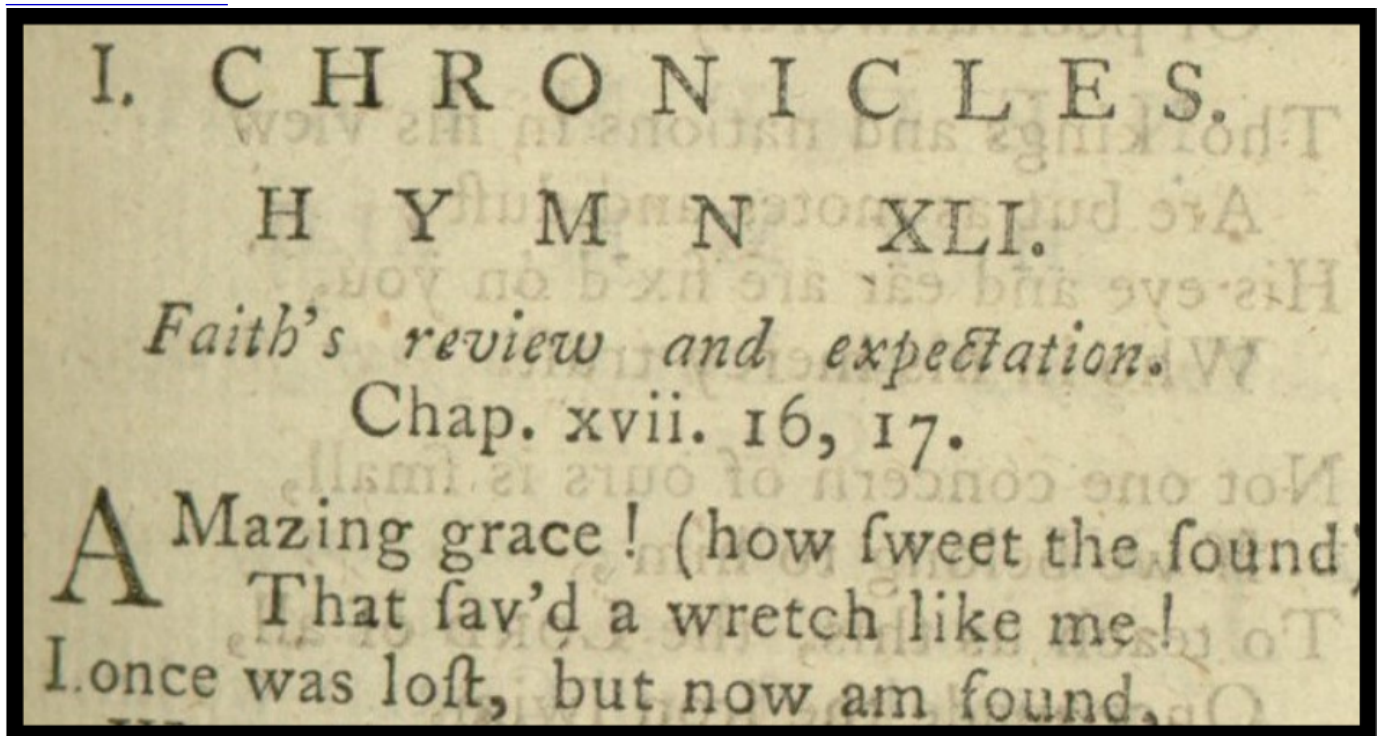 I. CHRONICLES.
HYMN XLI.
Faith's review and expectation.
Chap. xvii. 16, 17.
AMazing grace! (how ſweet the ſound)
That ſav'd a wretch like me!
I once was loſt, but now am found,